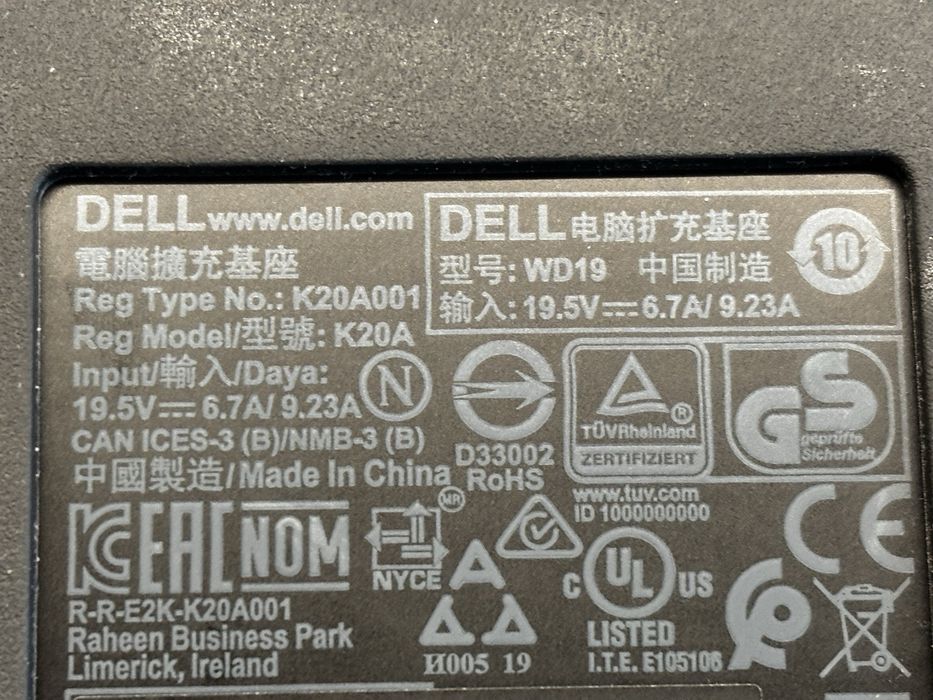 DELL www.dell.com
電腦擴充基座
Reg Type No.: K20A001
Reg Model/型號: K20A
Input/輸入/Daya:
19.5V⎓6.7A/ 9.23A
CAN ICES-3 (B)/NMB-3 (B)
中國製造/Made In China
DELL 电脑扩充基座
型号: WD19 中国制造
输入: 19.5V⎓6.7A/ 9.23A
10
N
D33002
RoHS
TÜVRheinland
ZERTIFIZIERT
GS
geprüfte
Sicherheit
www.tuv.com
ID 1000000000
KC EAC NOM
MR
NYCE
CE
C UL US
LISTED
I.T.E. E105106
И005 19
R-R-E2K-K20A001
Raheen Business Park
Limerick, Ireland